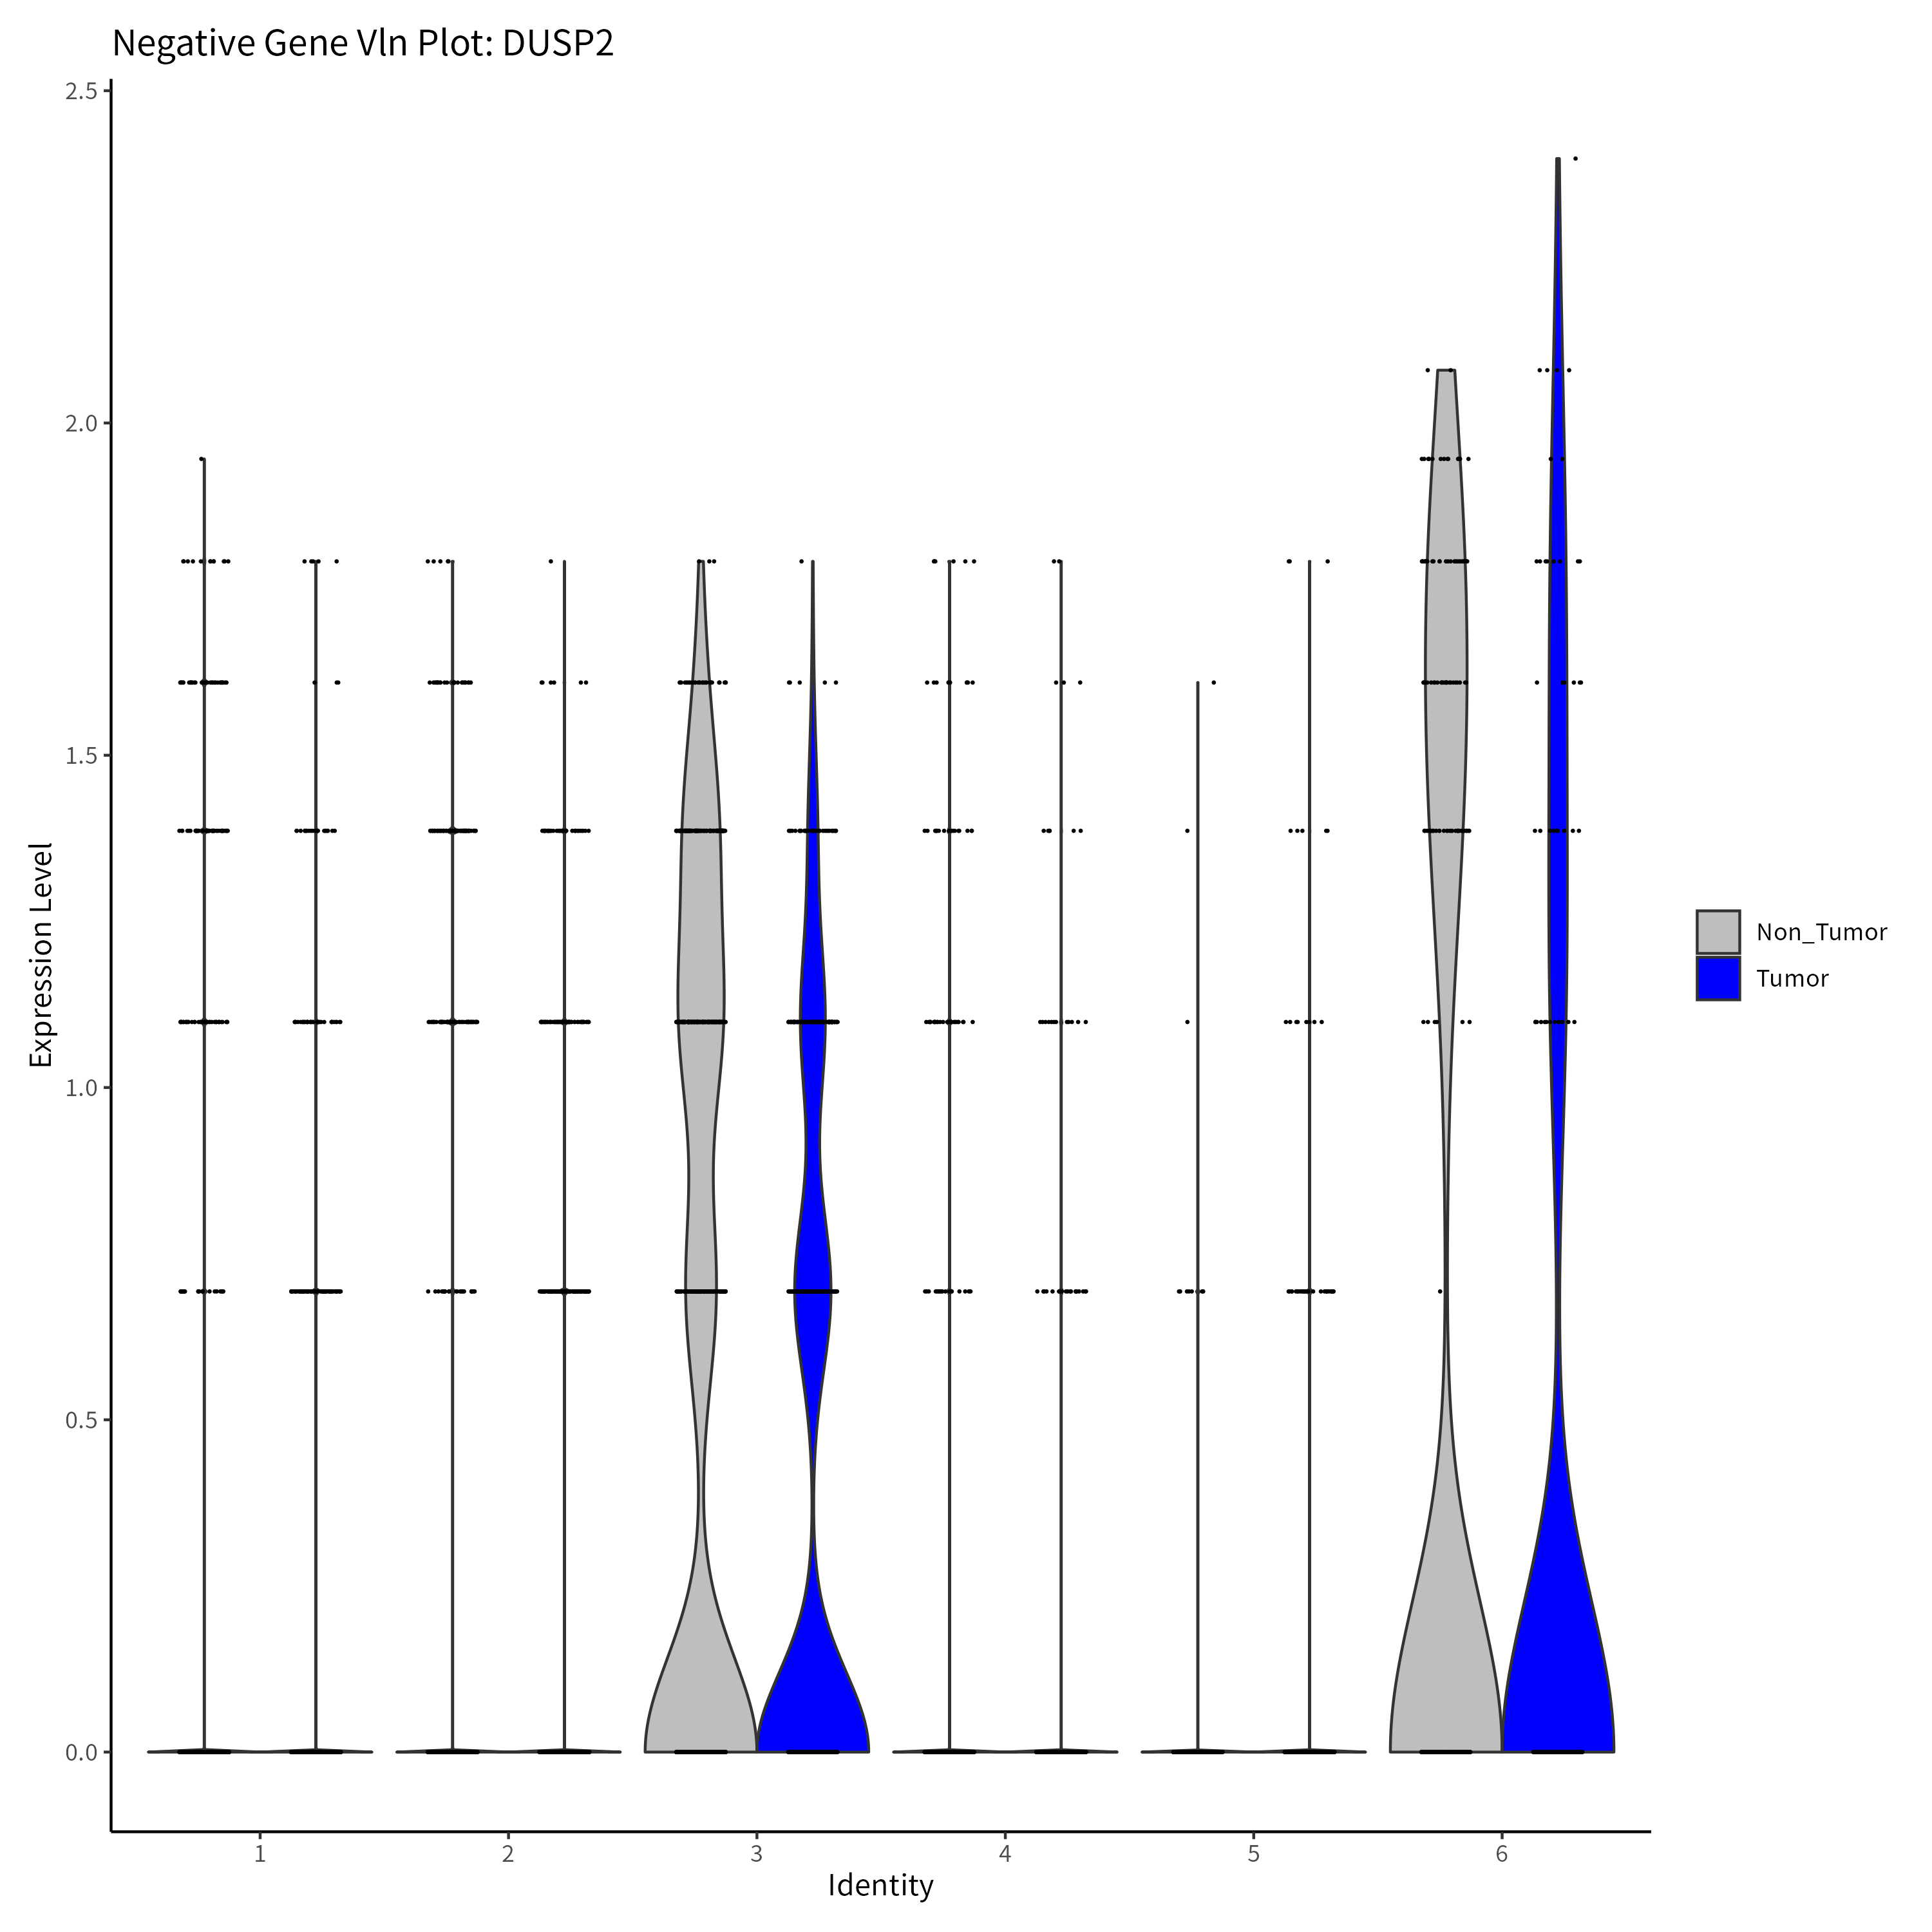 Negative Gene Vln Plot: DUSP2
2.5
2.0
1.5
1.0
0.5
0.0
Expression Level
1 2 3 4 5 6
Identity
Non_Tumor
Tumor